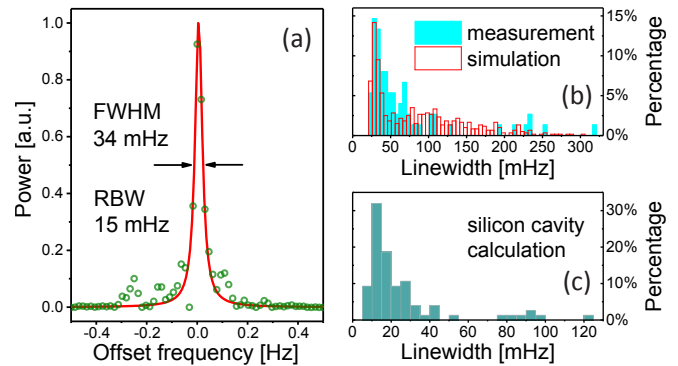 (a)
FWHM
34 mHz
RBW
15 mHz
Power [a.u.]
1.0
0.8
0.6
0.4
0.2
0.0
-0.4 -0.2 0.0 0.2 0.4
Offset frequency [Hz]
measurement
simulation
(b)
15%
10%
5%
0%
Percentage
0 50 100 150 200 250 300
Linewidth [mHz]
silicon cavity
calculation
(c)
30%
20%
10%
0%
Percentage
0 20 40 60 80 100 120
Linewidth [mHz]